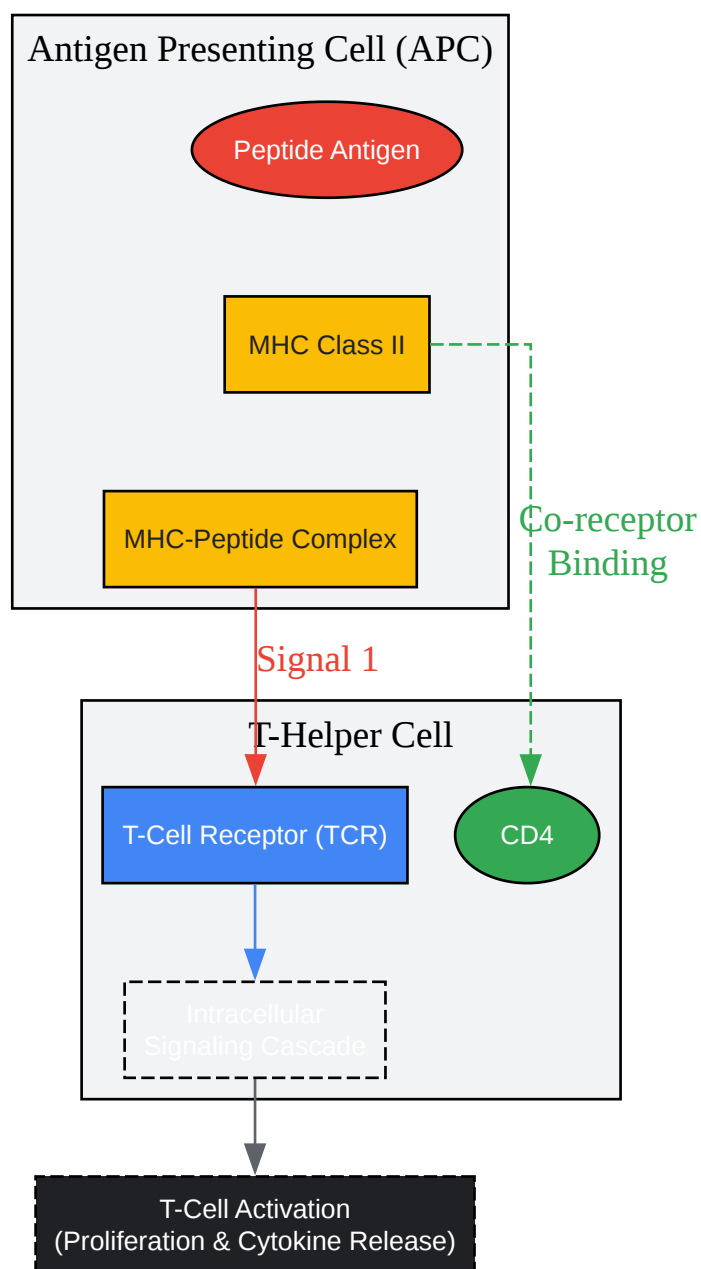 Antigen Presenting Cell (APC)
Peptide Antigen
MHC Class II
MHC-Peptide Complex
Co-receptor
Binding
Signal 1
T-Helper Cell
T-Cell Receptor (TCR)
CD4
Intracellular
Signaling Cascade
T-Cell Activation
(Proliferation & Cytokine Release)